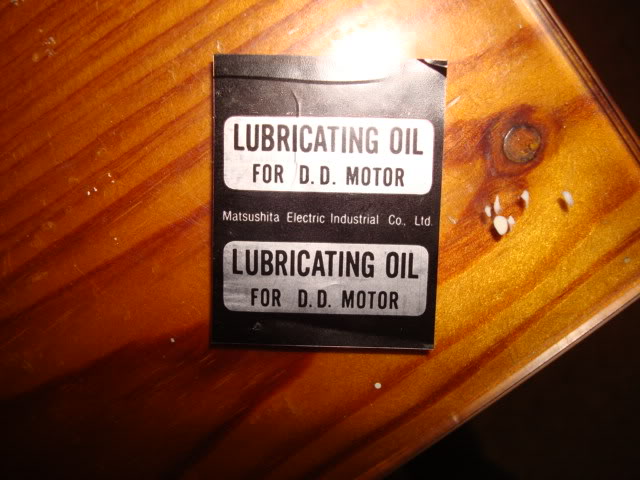 LUBRICATING OIL
FOR D.D. MOTOR
Matsushita Electric Industrial Co., Ltd.
LUBRICATING OIL
FOR D.D. MOTOR